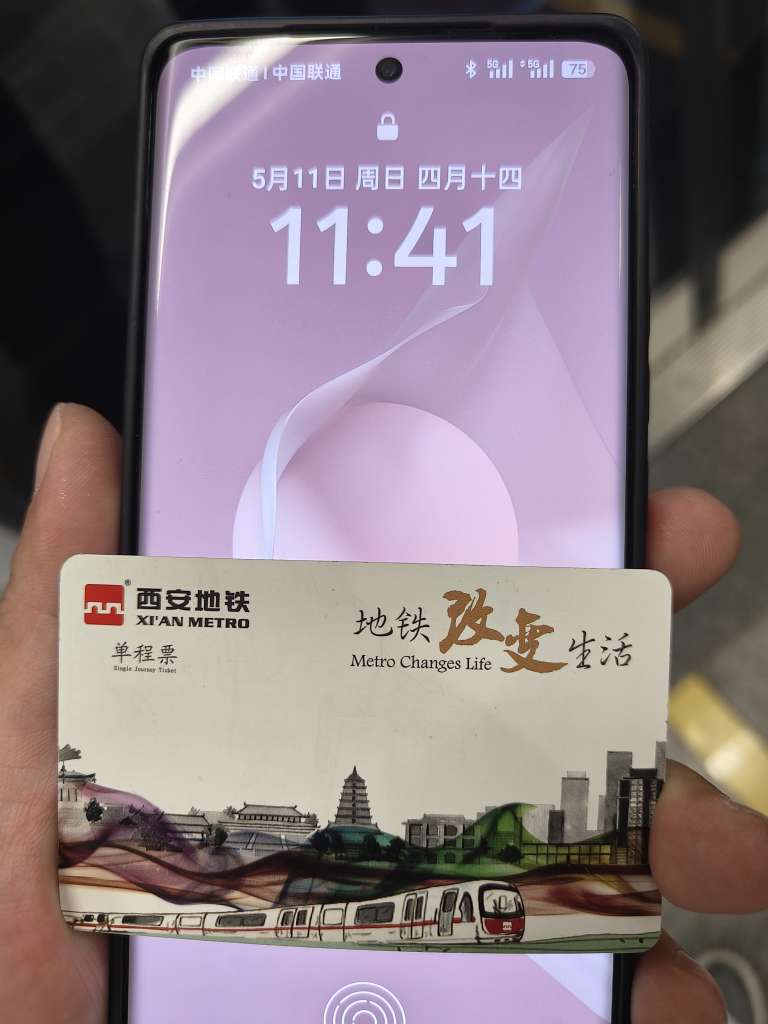 中国联通 | 中国联通 5G 5G 75
5月11日 周日 四月十四
11:41
西安地铁®
XI'AN METRO
单程票
Single Journey Ticket
地铁改变生活
Metro Changes Life